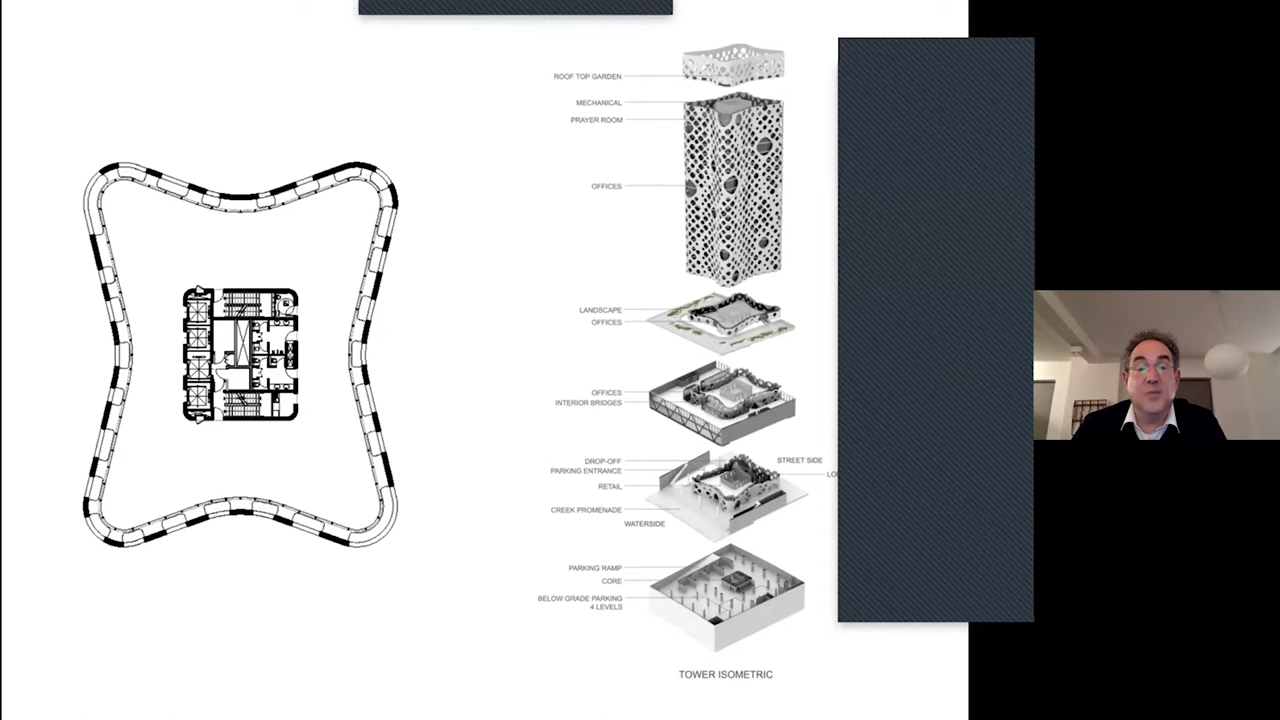 ROOF TOP GARDEN
MECHANICAL
PRAYER ROOM
OFFICES
LANDSCAPE
OFFICES
OFFICES
INTERIOR BRIDGES
DROP-OFF
STREET SIDE
PARKING ENTRANCE
LO
RETAIL
CREEK PROMENADE
WATERSIDE
PARKING RAMP
CORE
BELOW GRADE PARKING
4 LEVELS
TOWER ISOMETRIC